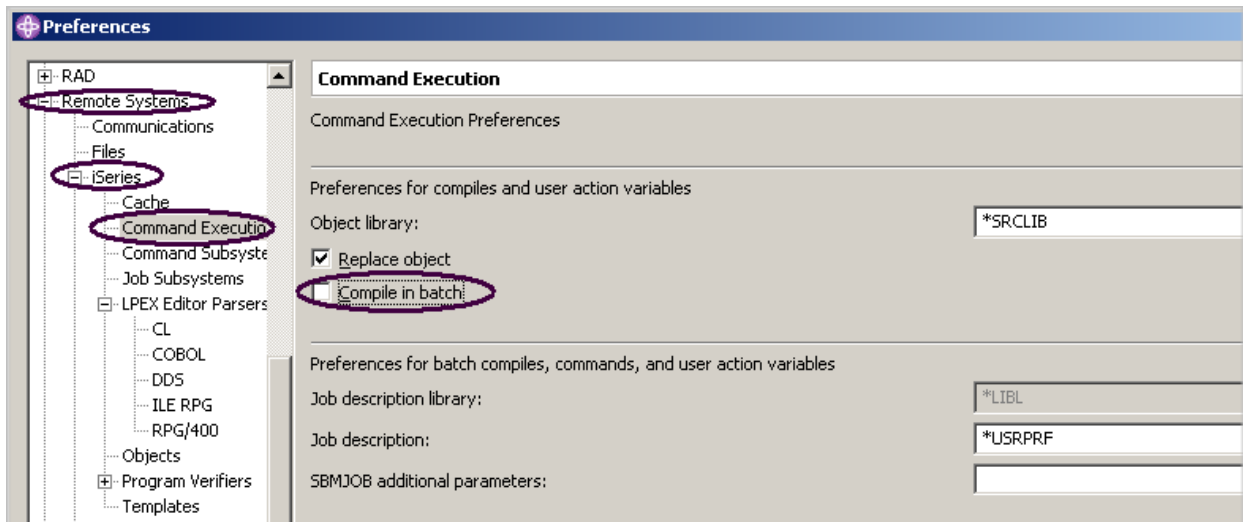 Preferences
RAD
Remote Systems
Communications
Files
iSeries
Cache
Command Executio
Command Subsyste
Job Subsystems
LPEX Editor Parsers
CL
COBOL
DDS
ILE RPG
RPG/400
Objects
Program Verifiers
Templates
Command Execution
Command Execution Preferences
Preferences for compiles and user action variables
Object library: *SRCLIB
Replace object
Compile in batch
Preferences for batch compiles, commands, and user action variables
Job description library: *LIBL
Job description: *USRPRF
SBMJOB additional parameters: